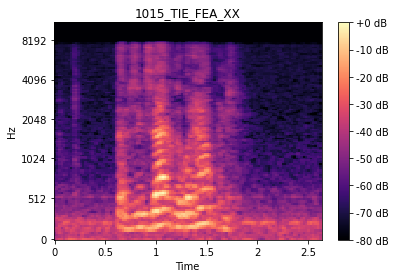 1015_TIE_FEA_XX
+0 dB
8192
-10 dB
4096
-20 dB
-30 dB
2048
Hz
-40 dB
1024
-50 dB
512
-60 dB
-70 dB
0
-80 dB
0 0.5 1 1.5 2 2.5
Time